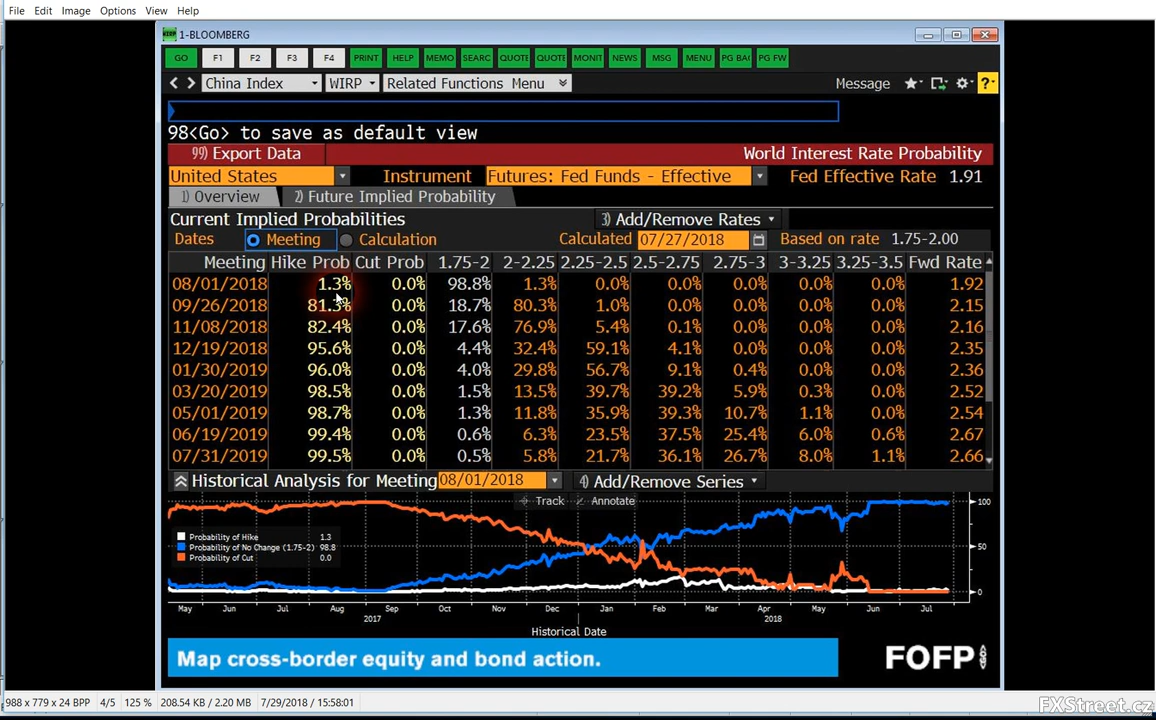 File Edit Image Options View Help
1-BLOOMBERG
GO F1 F2 F3 F4 PRINT HELP MEMO SEARC QUOTE QUOTE MONIT NEWS MSG MENU PG BAC PG FW
China Index WIRP Related Functions Menu Message ?
98<Go> to save as default view
99) Export Data World Interest Rate Probability
United States Instrument Futures: Fed Funds - Effective Fed Effective Rate 1.91
1) Overview 2) Future Implied Probability
Current Implied Probabilities 3) Add/Remove Rates
Dates Meeting Calculation Calculated 07/27/2018 Based on rate 1.75-2.00
Meeting Hike Prob Cut Prob 1.75-2 2-2.25 2.25-2.5 2.5-2.75 2.75-3 3-3.25 3.25-3.5 Fwd Rate
08/01/2018 1.3% 0.0% 98.8% 1.3% 0.0% 0.0% 0.0% 0.0% 0.0% 1.92
09/26/2018 81.3% 0.0% 18.7% 80.3% 1.0% 0.0% 0.0% 0.0% 0.0% 2.15
11/08/2018 82.4% 0.0% 17.6% 76.9% 5.4% 0.1% 0.0% 0.0% 0.0% 2.16
12/19/2018 95.6% 0.0% 4.4% 32.4% 59.1% 4.1% 0.0% 0.0% 0.0% 2.35
01/30/2019 96.0% 0.0% 4.0% 29.8% 56.7% 9.1% 0.4% 0.0% 0.0% 2.36
03/20/2019 98.5% 0.0% 1.5% 13.5% 39.7% 39.2% 5.9% 0.3% 0.0% 2.52
05/01/2019 98.7% 0.0% 1.3% 11.8% 35.9% 39.3% 10.7% 1.1% 0.0% 2.54
06/19/2019 99.4% 0.0% 0.6% 6.3% 23.5% 37.5% 25.4% 6.0% 0.6% 2.67
07/31/2019 99.5% 0.0% 0.5% 5.8% 21.7% 36.1% 26.7% 8.0% 1.1% 2.66
Historical Analysis for Meeting 08/01/2018 4) Add/Remove Series
Track Annotate
100
Probability of Hike 1.3
Probability of No Change (1.75-2) 98.8
Probability of Cut 0.0
50
0
May Jun Jul Aug Sep Oct Nov Dec Jan Feb Mar Apr May Jun Jul
2017 2018
Historical Date
Map cross-border equity and bond action.
FOFP
988 x 779 x 24 BPP 4/5 125 % 208.54 KB / 2.20 MB 7/29/2018 / 15:58:01
FXStreet.cz